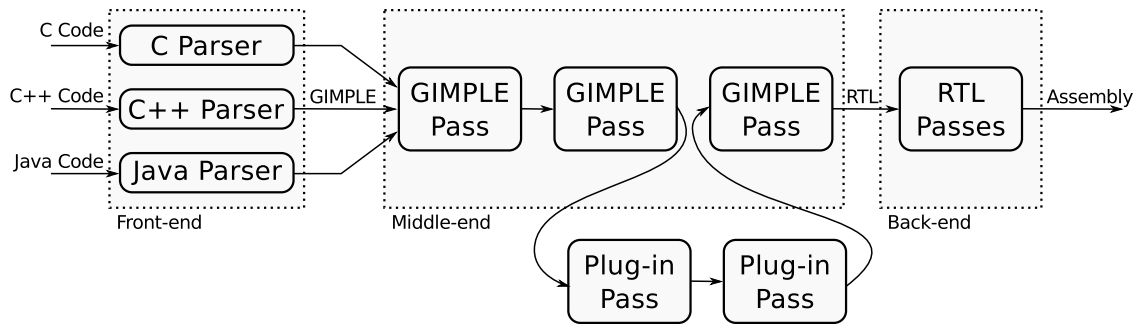 C Code
C Parser
C++ Code
C++ Parser
GIMPLE
Java Code
Java Parser
Front-end
GIMPLE
Pass
GIMPLE
Pass
GIMPLE
Pass
Middle-end
RTL
RTL
Passes
Assembly
Back-end
Plug-in
Pass
Plug-in
Pass